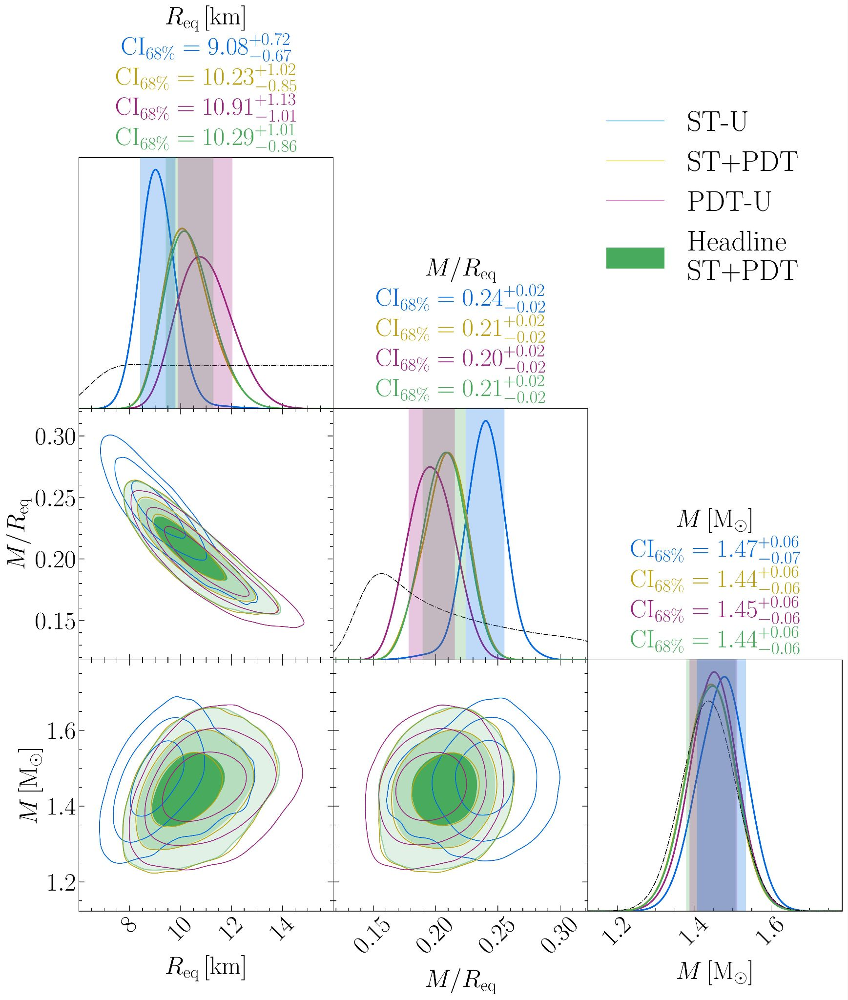 R_eq [km]
CI_68% = 9.08^{+0.72}_{-0.67}
CI_68% = 10.23^{+1.02}_{-0.85}
CI_68% = 10.91^{+1.13}_{-1.01}
CI_68% = 10.29^{+1.01}_{-0.86}
ST-U
ST+PDT
PDT-U
Headline
ST+PDT
M/R_eq
CI_68% = 0.24^{+0.02}_{-0.02}
CI_68% = 0.21^{+0.02}_{-0.02}
CI_68% = 0.20^{+0.02}_{-0.02}
CI_68% = 0.21^{+0.02}_{-0.02}
M/R_eq
0.30
0.25
0.20
0.15
M [M_⊙]
CI_68% = 1.47^{+0.06}_{-0.07}
CI_68% = 1.44^{+0.06}_{-0.06}
CI_68% = 1.45^{+0.06}_{-0.06}
CI_68% = 1.44^{+0.06}_{-0.06}
M [M_⊙]
1.6
1.4
1.2
8 10 12 14
R_eq [km]
0.15 0.20 0.25 0.30
M/R_eq
1.2 1.4 1.6
M [M_⊙]